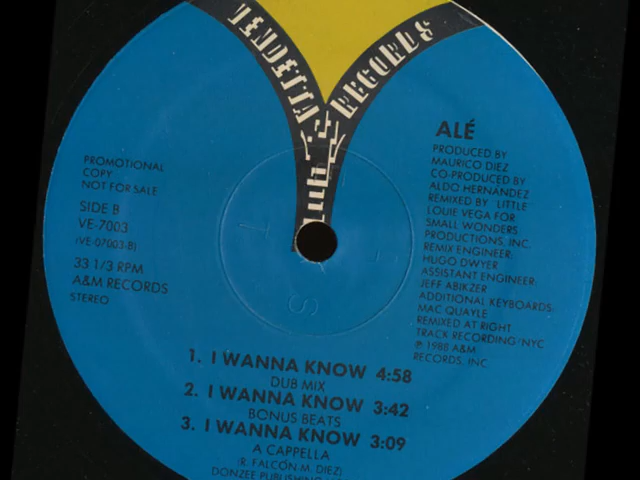 VENDETTA RECORDS
PROMOTIONAL
COPY
NOT FOR SALE
SIDE B
VE-7003
(VE 07003-B)
33 1/3 RPM
A&M RECORDS
STEREO
ALÉ
PRODUCED BY
MAURICO DIEZ
CO-PRODUCED BY
ALDO HERNANDEZ
REMIXED BY "LITTLE"
LOUIE VEGA FOR
SMALL WONDERS
PRODUCTIONS, INC.
REMIX ENGINEER:
HUGO DWYER
ASSISTANT ENGINEER:
JEFF ABIKZER
ADDITIONAL KEYBOARDS:
MAC QUAYLE
REMIXED AT RIGHT
TRACK RECORDING/NYC
℗ 1988 A&M
RECORDS, INC.
1. I WANNA KNOW 4:58
DUB MIX
2. I WANNA KNOW 3:42
BONUS BEATS
3. I WANNA KNOW 3:09
A CAPPELLA
(R. FALCON/M. DIEZ)
DONZEE PUBLISHING